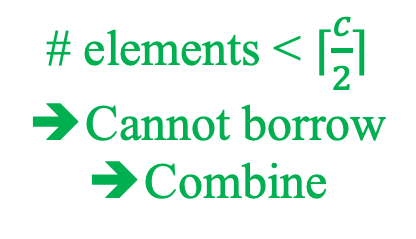 # elements < ⌈c/2⌉
➔ Cannot borrow
➔ Combine